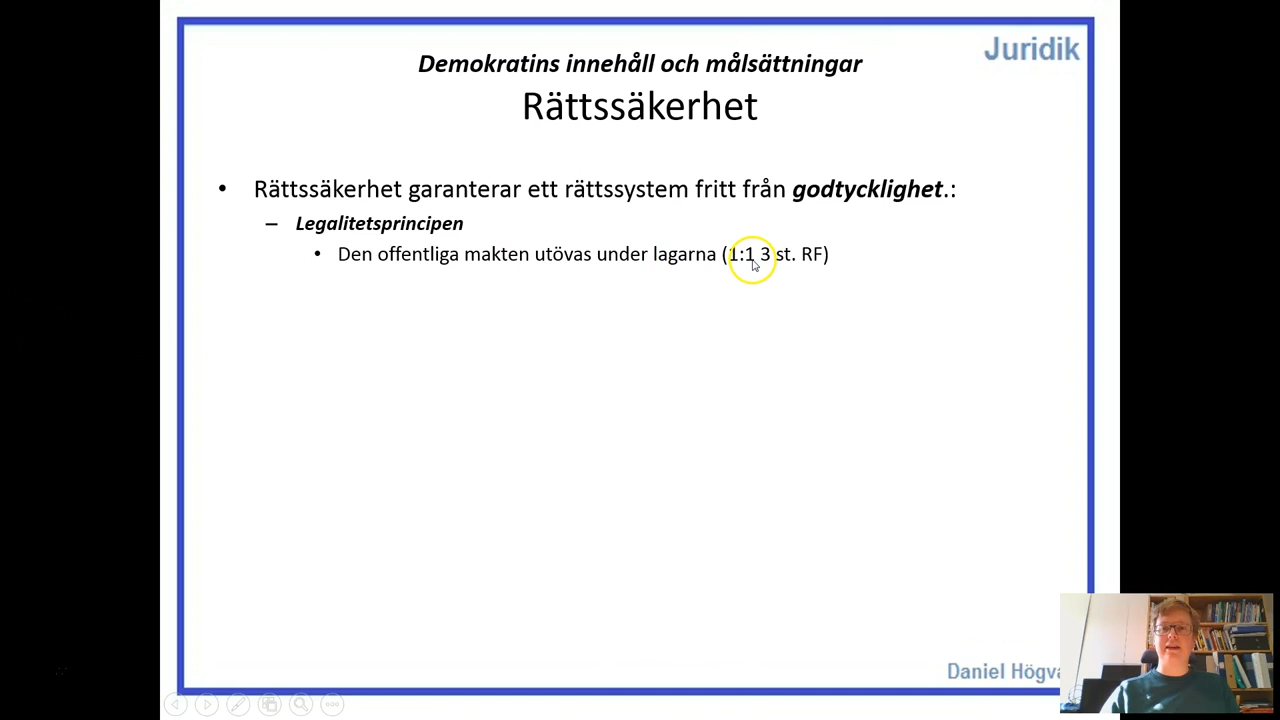 Juridik
Demokratins innehåll och målsättningar
Rättssäkerhet
• Rättssäkerhet garanterar ett rättssystem fritt från godtycklighet.:
– Legalitetsprincipen
• Den offentliga makten utövas under lagarna (1:1 3 st. RF)
Daniel